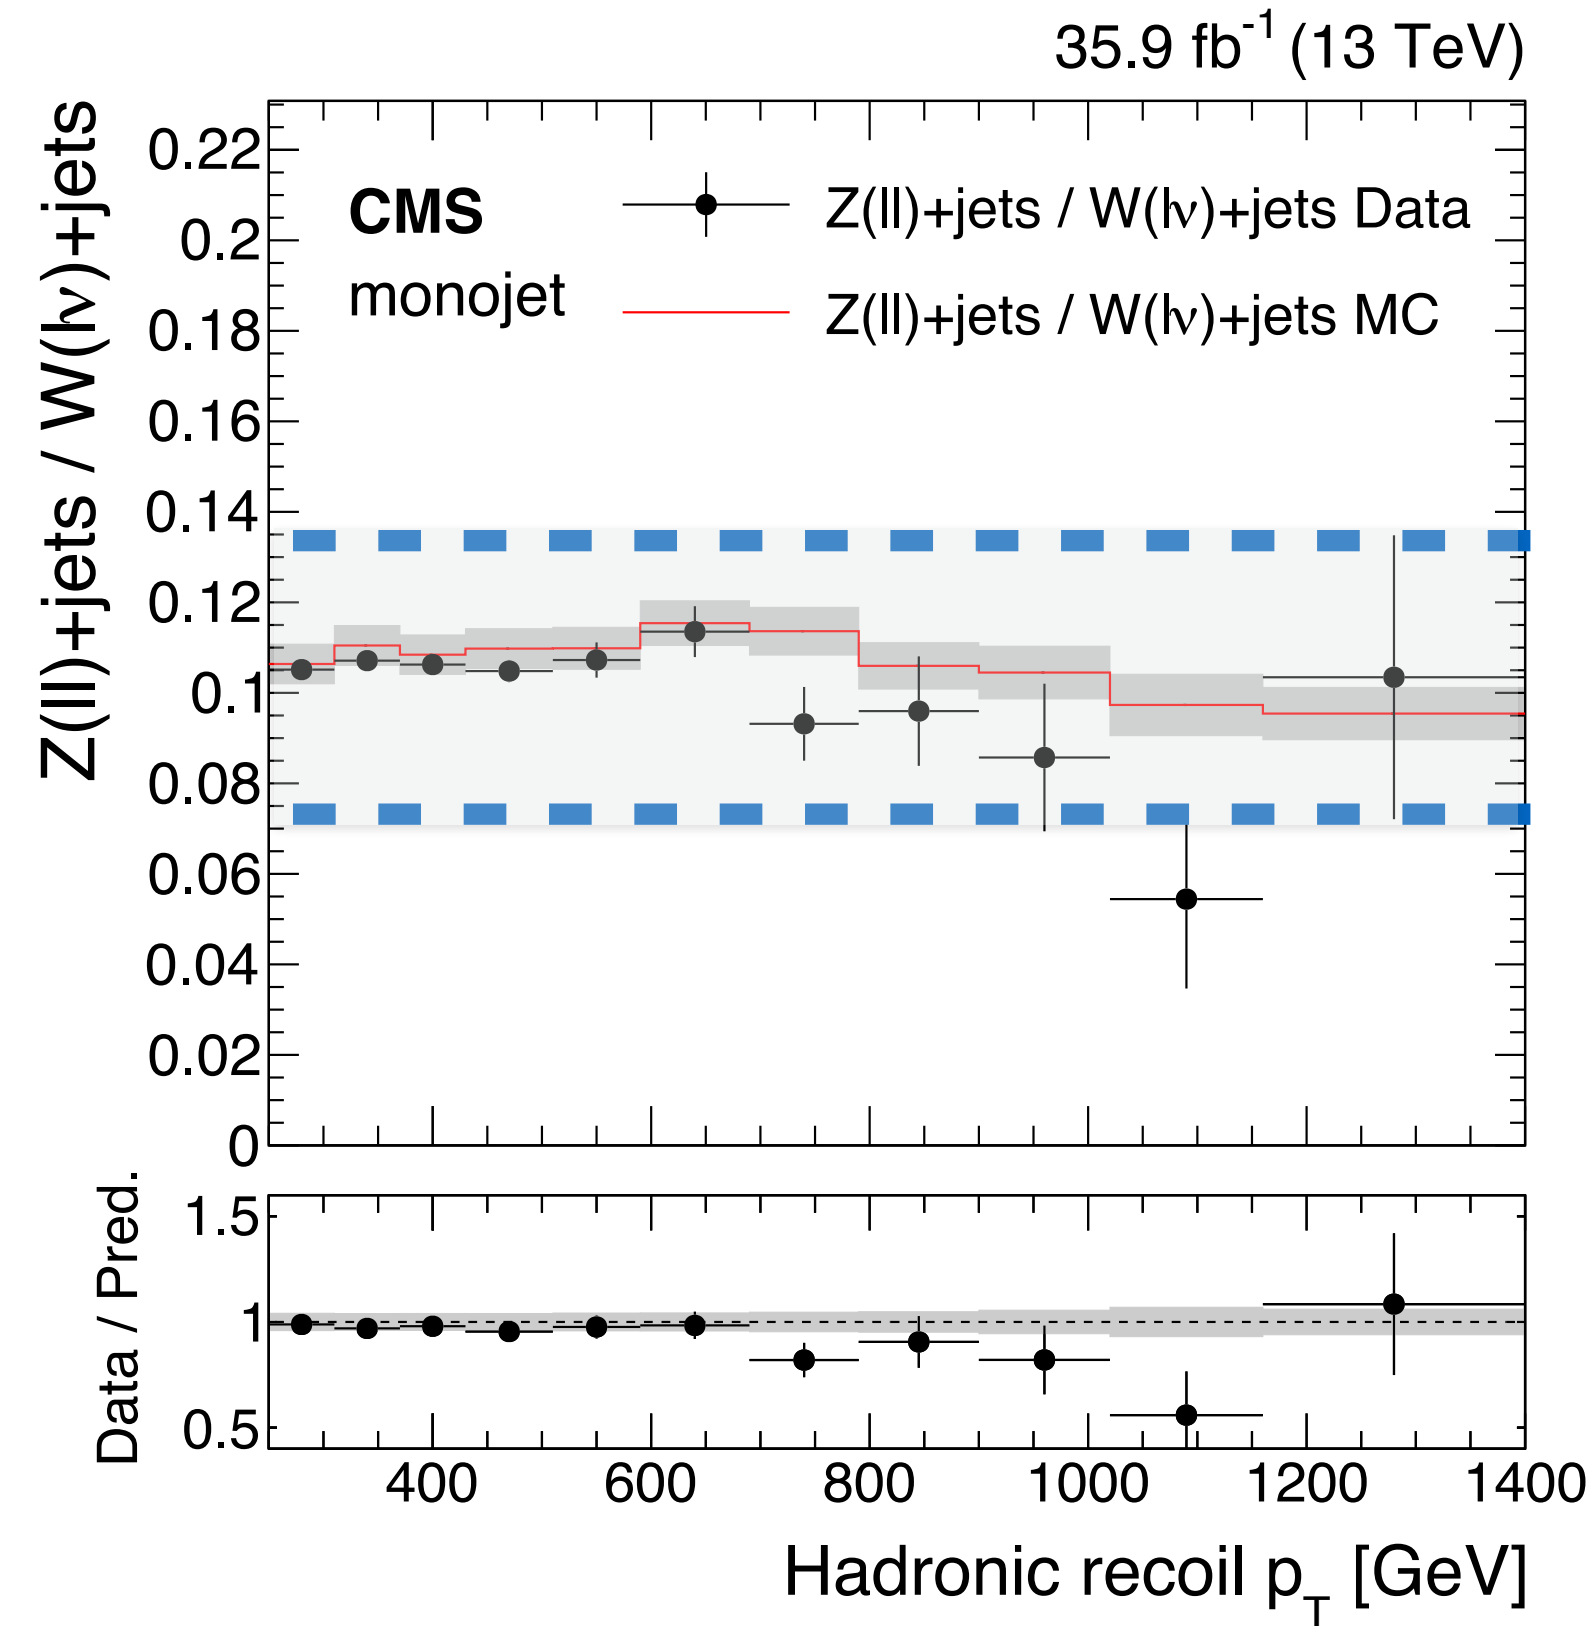 35.9 fb⁻¹ (13 TeV)
Z(ll)+jets / W(lν)+jets
0.22
0.2
0.18
0.16
0.14
0.12
0.1
0.08
0.06
0.04
0.02
0
CMS
monojet
Z(ll)+jets / W(lν)+jets Data
Z(ll)+jets / W(lν)+jets MC
Data / Pred.
1.5
1
0.5
400 600 800 1000 1200 1400
Hadronic recoil p_T [GeV]